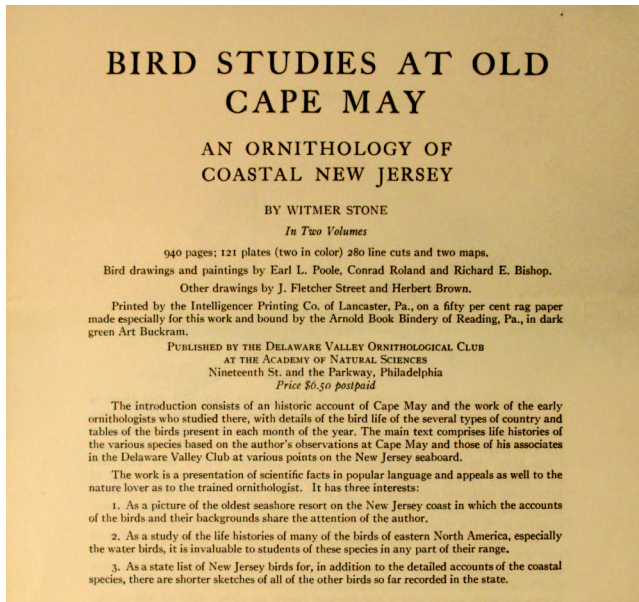 BIRD STUDIES AT OLD
CAPE MAY
AN ORNITHOLOGY OF
COASTAL NEW JERSEY
BY WITMER STONE
In Two Volumes
940 pages; 121 plates (two in color) 280 line cuts and two maps.
Bird drawings and paintings by Earl L. Poole, Conrad Roland and Richard E. Bishop.
Other drawings by J. Fletcher Street and Herbert Brown.
Printed by the Intelligencer Printing Co. of Lancaster, Pa., on a fifty per cent rag paper
made especially for this work and bound by the Arnold Book Bindery of Reading, Pa., in dark
green Art Buckram.
PUBLISHED BY THE DELAWARE VALLEY ORNITHOLOGICAL CLUB
AT THE ACADEMY OF NATURAL SCIENCES
Nineteenth St. and the Parkway, Philadelphia
Price $6.50 postpaid
The introduction consists of an historic account of Cape May and the work of the early
ornithologists who studied there, with details of the bird life of the several types of country and
tables of the birds present in each month of the year. The main text comprises life histories of
the various species based on the author's observations at Cape May and those of his associates
in the Delaware Valley Club at various points on the New Jersey seaboard.
The work is a presentation of scientific facts in popular language and appeals as well to the
nature lover as to the trained ornithologist. It has three interests:
1. As a picture of the oldest seashore resort on the New Jersey coast in which the accounts
of the birds and their backgrounds share the attention of the author.
2. As a study of the life histories of many of the birds of eastern North America, especially
the water birds, it is invaluable to students of these species in any part of their range.
3. As a state list of New Jersey birds for, in addition to the detailed accounts of the coastal
species, there are shorter sketches of all of the other birds so far recorded in the state.